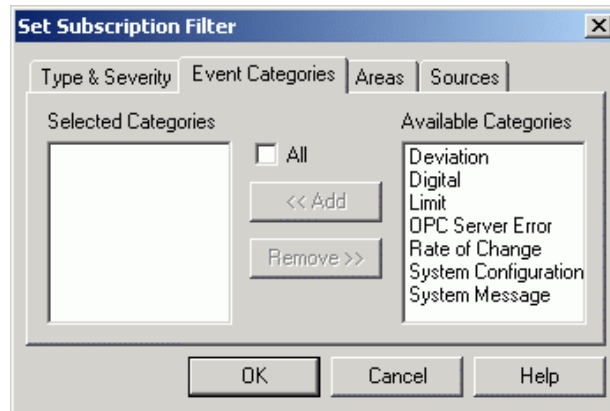 Set Subscription Filter
Type & Severity
Event Categories
Areas
Sources
Selected Categories
All
<< Add
Remove >>
Available Categories
Deviation
Digital
Limit
OPC Server Error
Rate of Change
System Configuration
System Message
OK
Cancel
Help